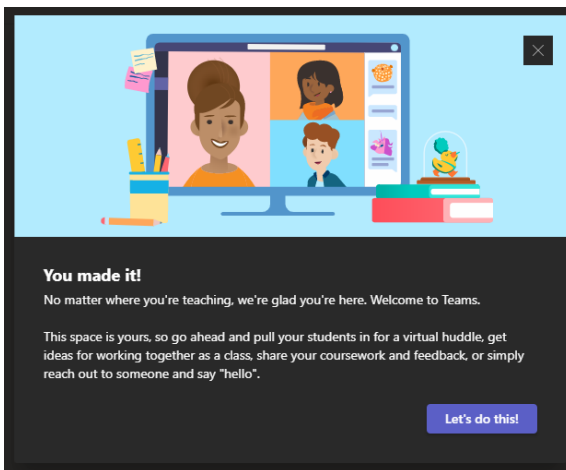 You made it!
No matter where you're teaching, we're glad you're here. Welcome to Teams.
This space is yours, so go ahead and pull your students in for a virtual huddle, get
ideas for working together as a class, share your coursework and feedback, or simply
reach out to someone and say "hello".
Let's do this!